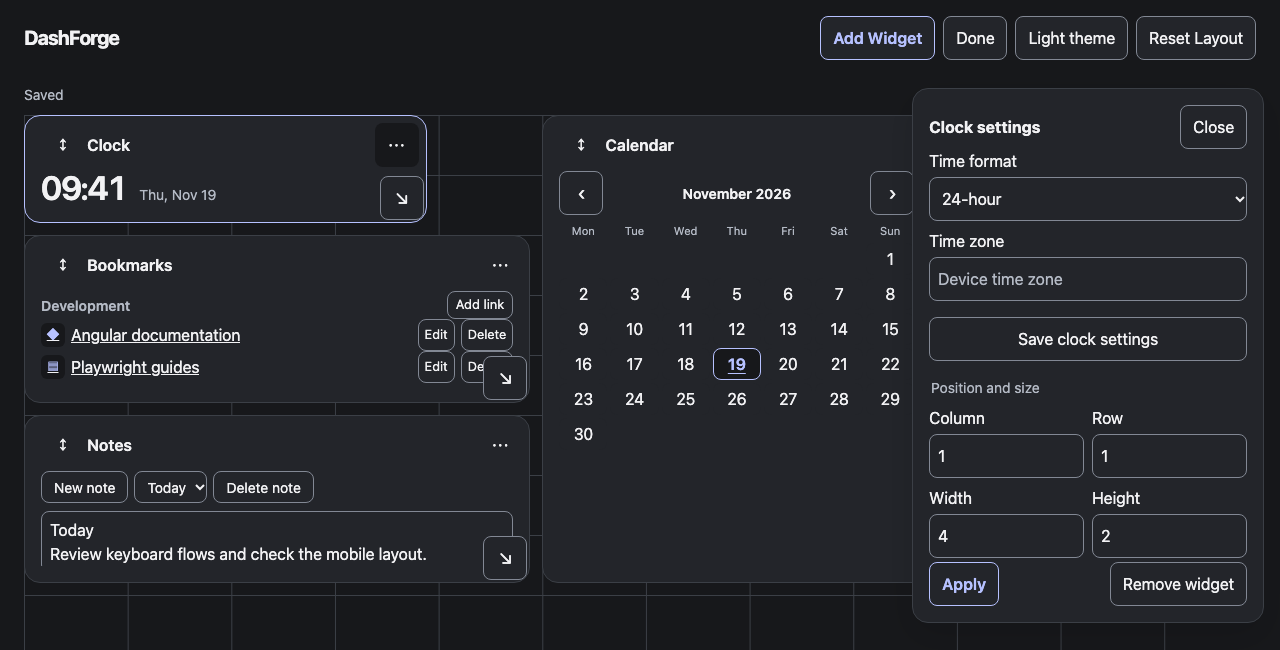 DashForge
Add Widget
Done
Light theme
Reset Layout
Saved
Clock
09:41 Thu, Nov 19
Bookmarks
Development
Add link
Angular documentation
Edit
Delete
Playwright guides
Edit
De
Notes
New note
Today
Delete note
Today
Review keyboard flows and check the mobile layout.
Calendar
November 2026
Mon Tue Wed Thu Fri Sat Sun
1
2 3 4 5 6 7 8
9 10 11 12 13 14 15
16 17 18 19 20 21 22
23 24 25 26 27 28 29
30
Clock settings
Close
Time format
24-hour
Time zone
Device time zone
Save clock settings
Position and size
Column Row
1 1
Width Height
4 2
Apply
Remove widget